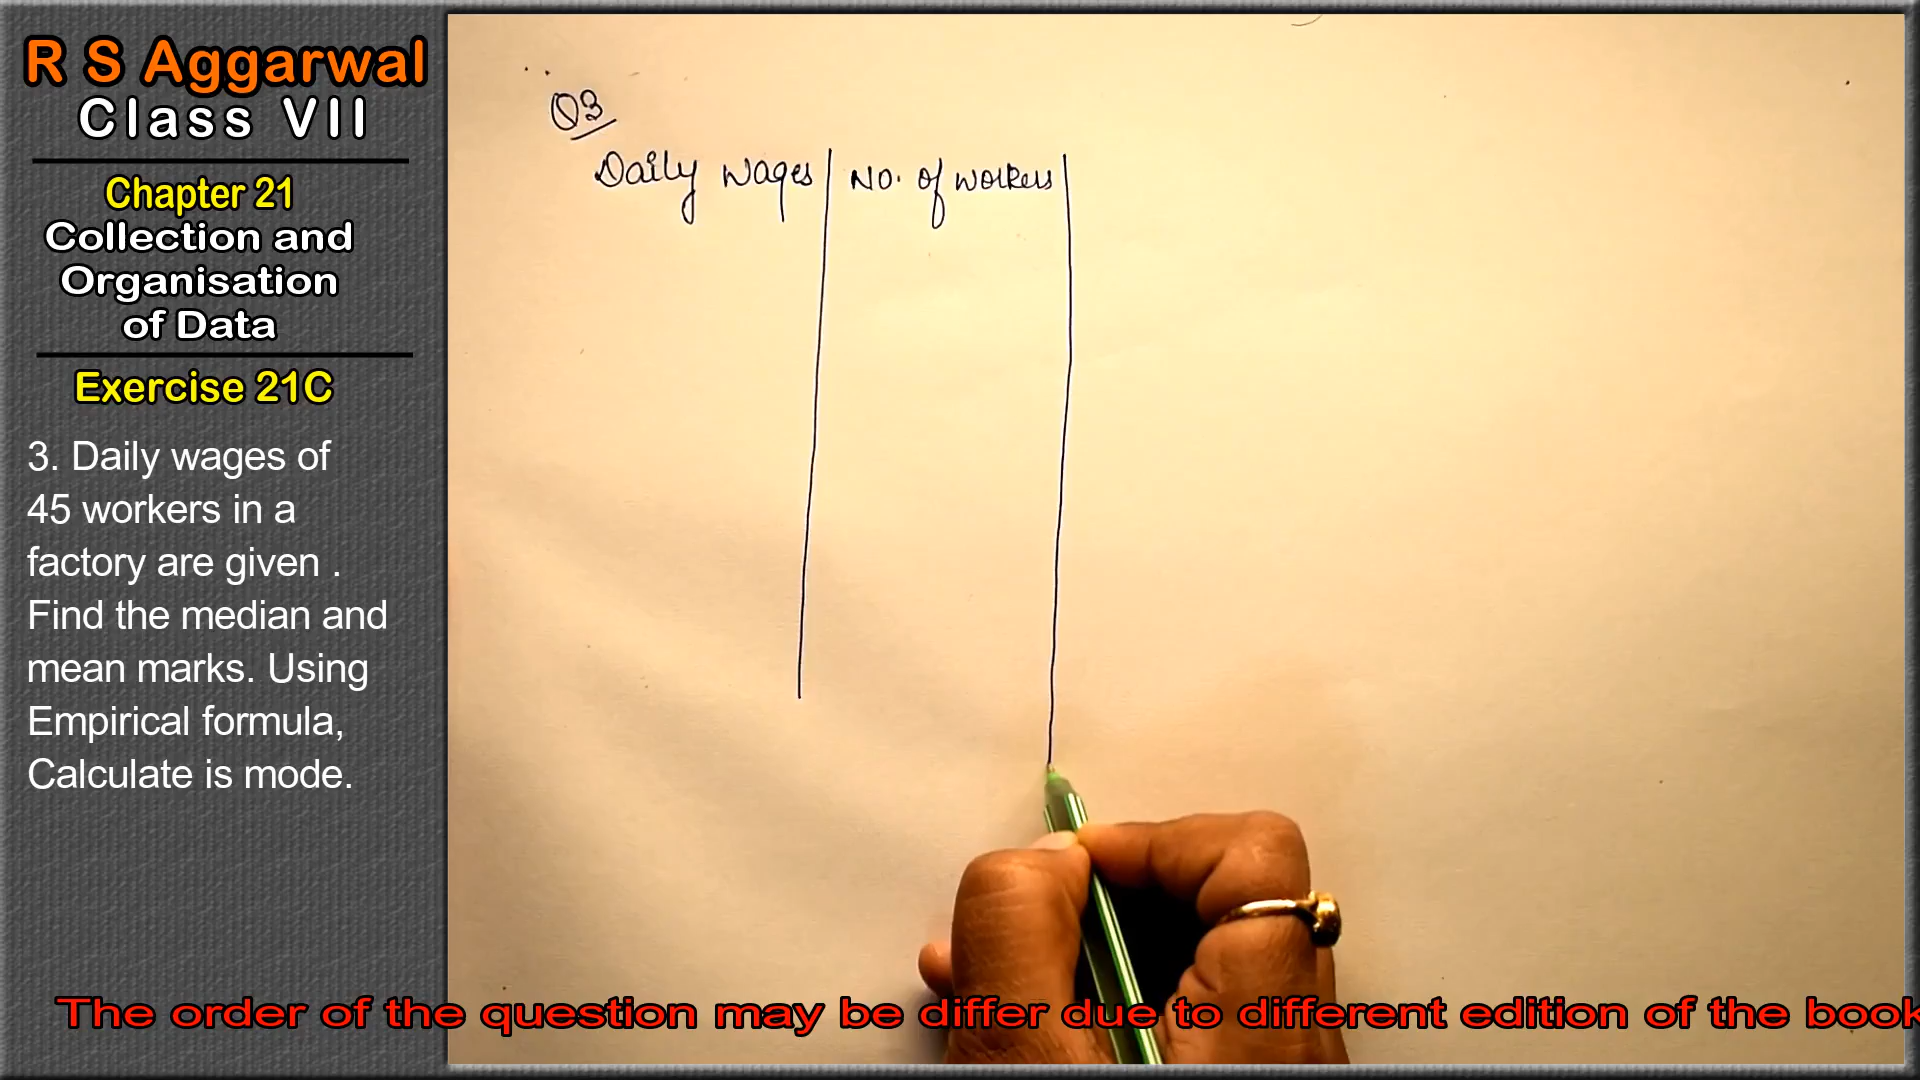 R S Aggarwal
Class VII
Chapter 21
Collection and
Organisation
of Data
Exercise 21C
3. Daily wages of
45 workers in a
factory are given .
Find the median and
mean marks. Using
Empirical formula,
Calculate is mode.
Q3
Daily wages | No. of workers
The order of the question may be differ due to different edition of the book